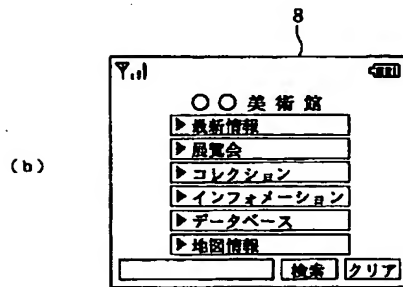 8
(b)
○○美術館
▶最新情報
▶展覧会
▶コレクション
▶インフォメーション
▶データベース
▶地図情報
検索 クリア